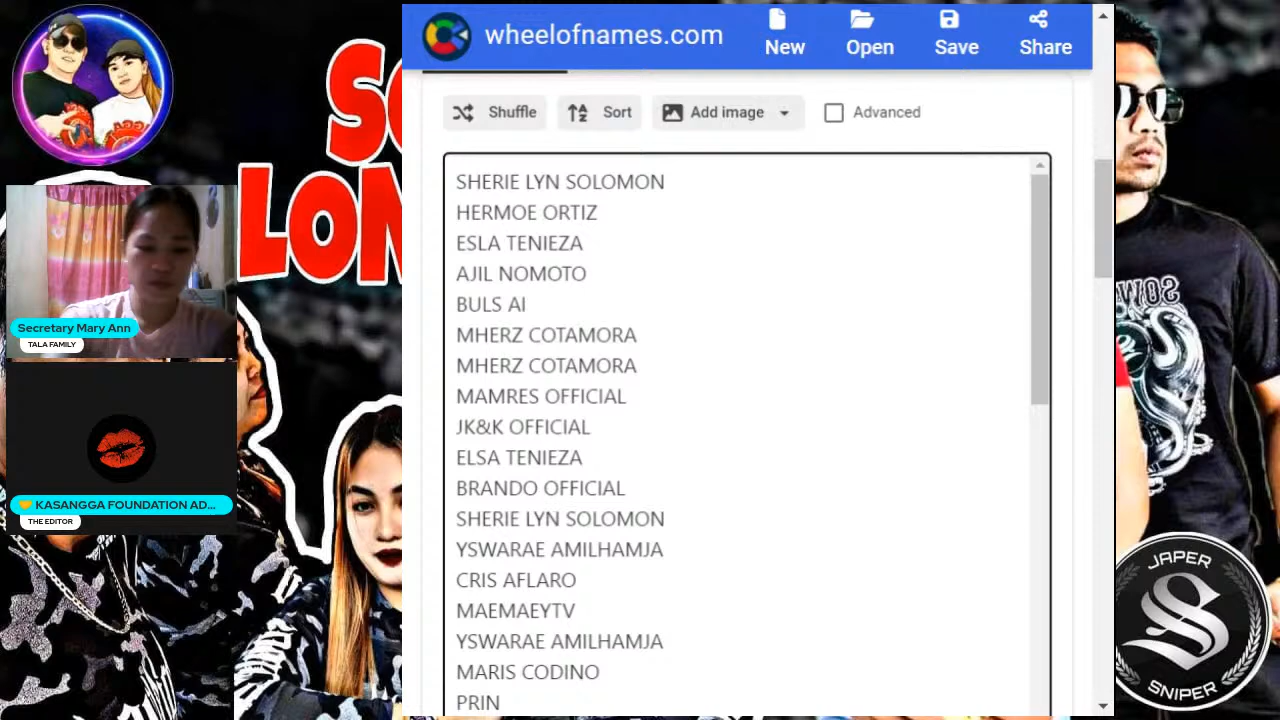 wheelofnames.com
New
Open
Save
Share
Shuffle
Sort
Add image
Advanced
SHERIE LYN SOLOMON
HERMOE ORTIZ
ESLA TENIEZA
AJIL NOMOTO
BULS AI
MHERZ COTAMORA
MHERZ COTAMORA
MAMRES OFFICIAL
JK&K OFFICIAL
ELSA TENIEZA
BRANDO OFFICIAL
SHERIE LYN SOLOMON
YSWARAE AMILHAMJA
CRIS AFLARO
MAEMAEYTV
YSWARAE AMILHAMJA
MARIS CODINO
PRIN
Secretary Mary Ann
TALA FAMILY
KASANGGA FOUNDATION AD...
THE EDITOR
LON
JAPER
S
SNIPER